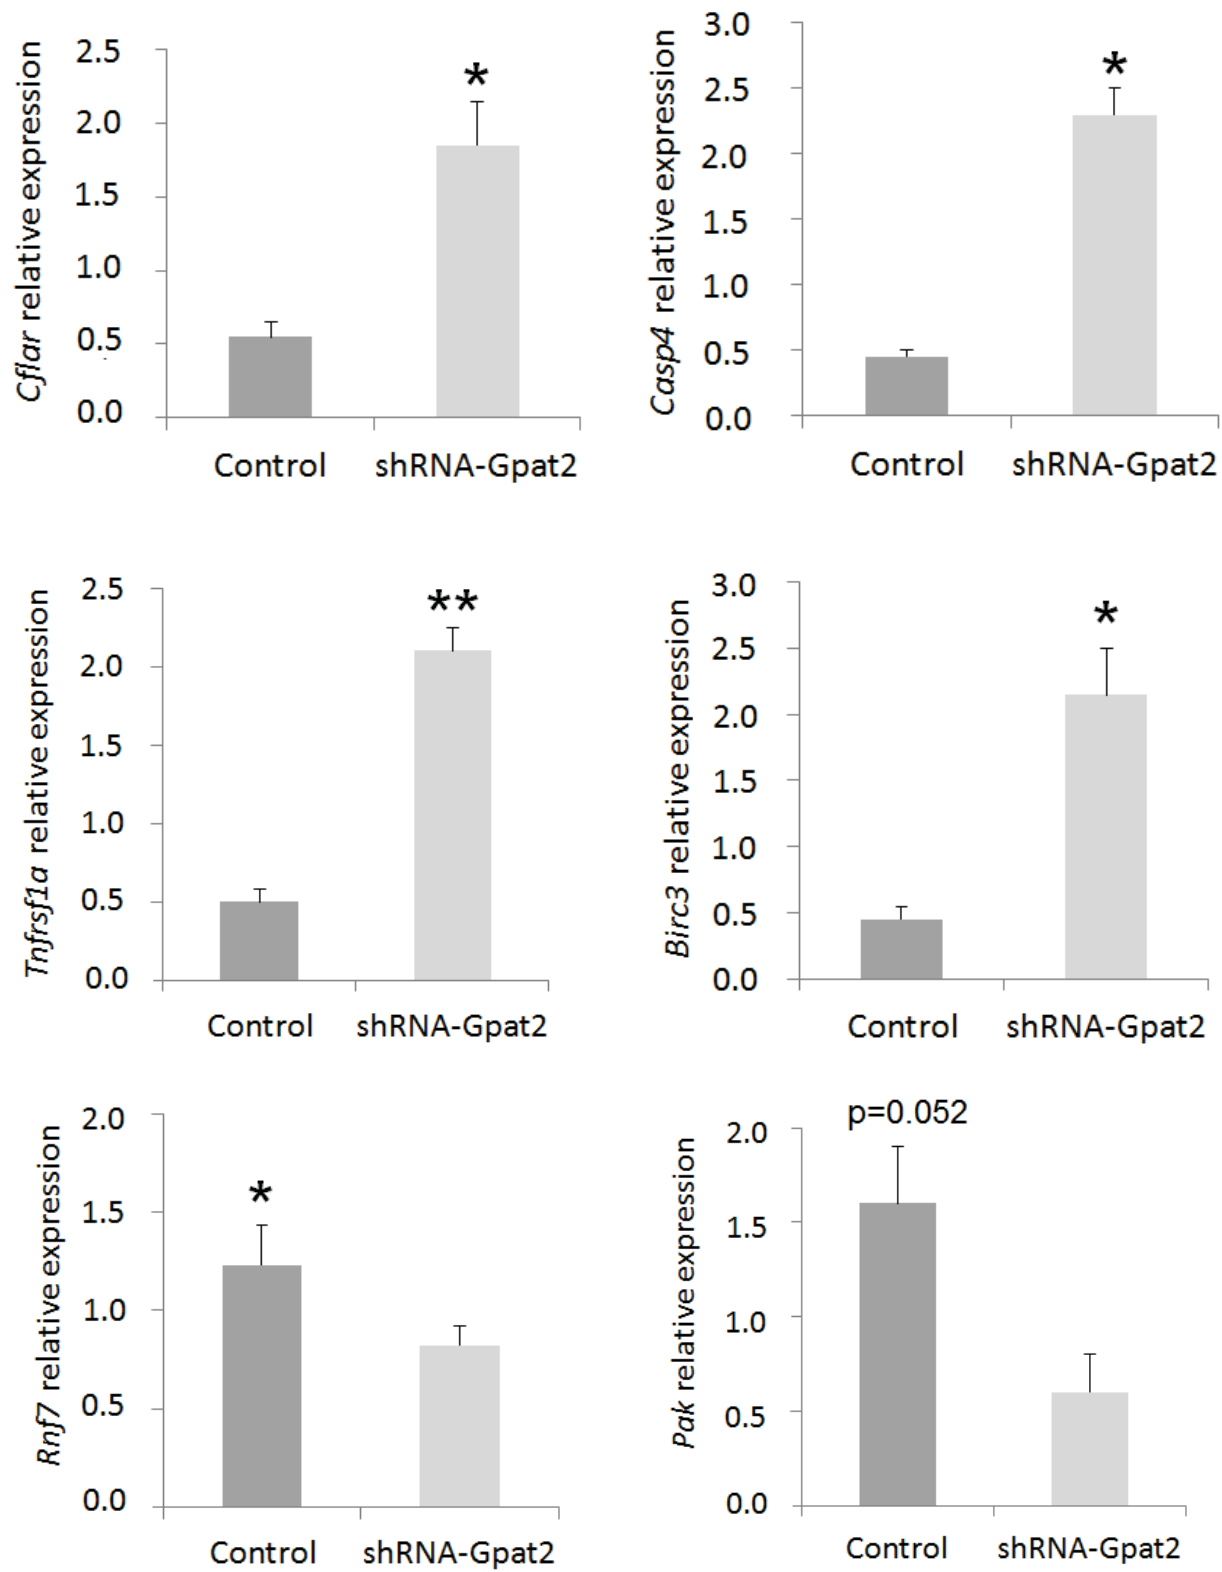 Cflar relative expression
2.5
2.0
1.5
1.0
0.5
0.0
*
Control
shRNA-Gpat2
Casp4 relative expression
3.0
2.5
2.0
1.5
1.0
0.5
0.0
*
Control
shRNA-Gpat2
Tnfrsf1a relative expression
2.5
2.0
1.5
1.0
0.5
0.0
**
Control
shRNA-Gpat2
Birc3 relative expression
3.0
2.5
2.0
1.5
1.0
0.5
0.0
*
Control
shRNA-Gpat2
Rnf7 relative expression
2.0
1.5
1.0
0.5
0.0
*
Control
shRNA-Gpat2
Pak relative expression
2.0
1.5
1.0
0.5
0.0
p=0.052
Control
shRNA-Gpat2